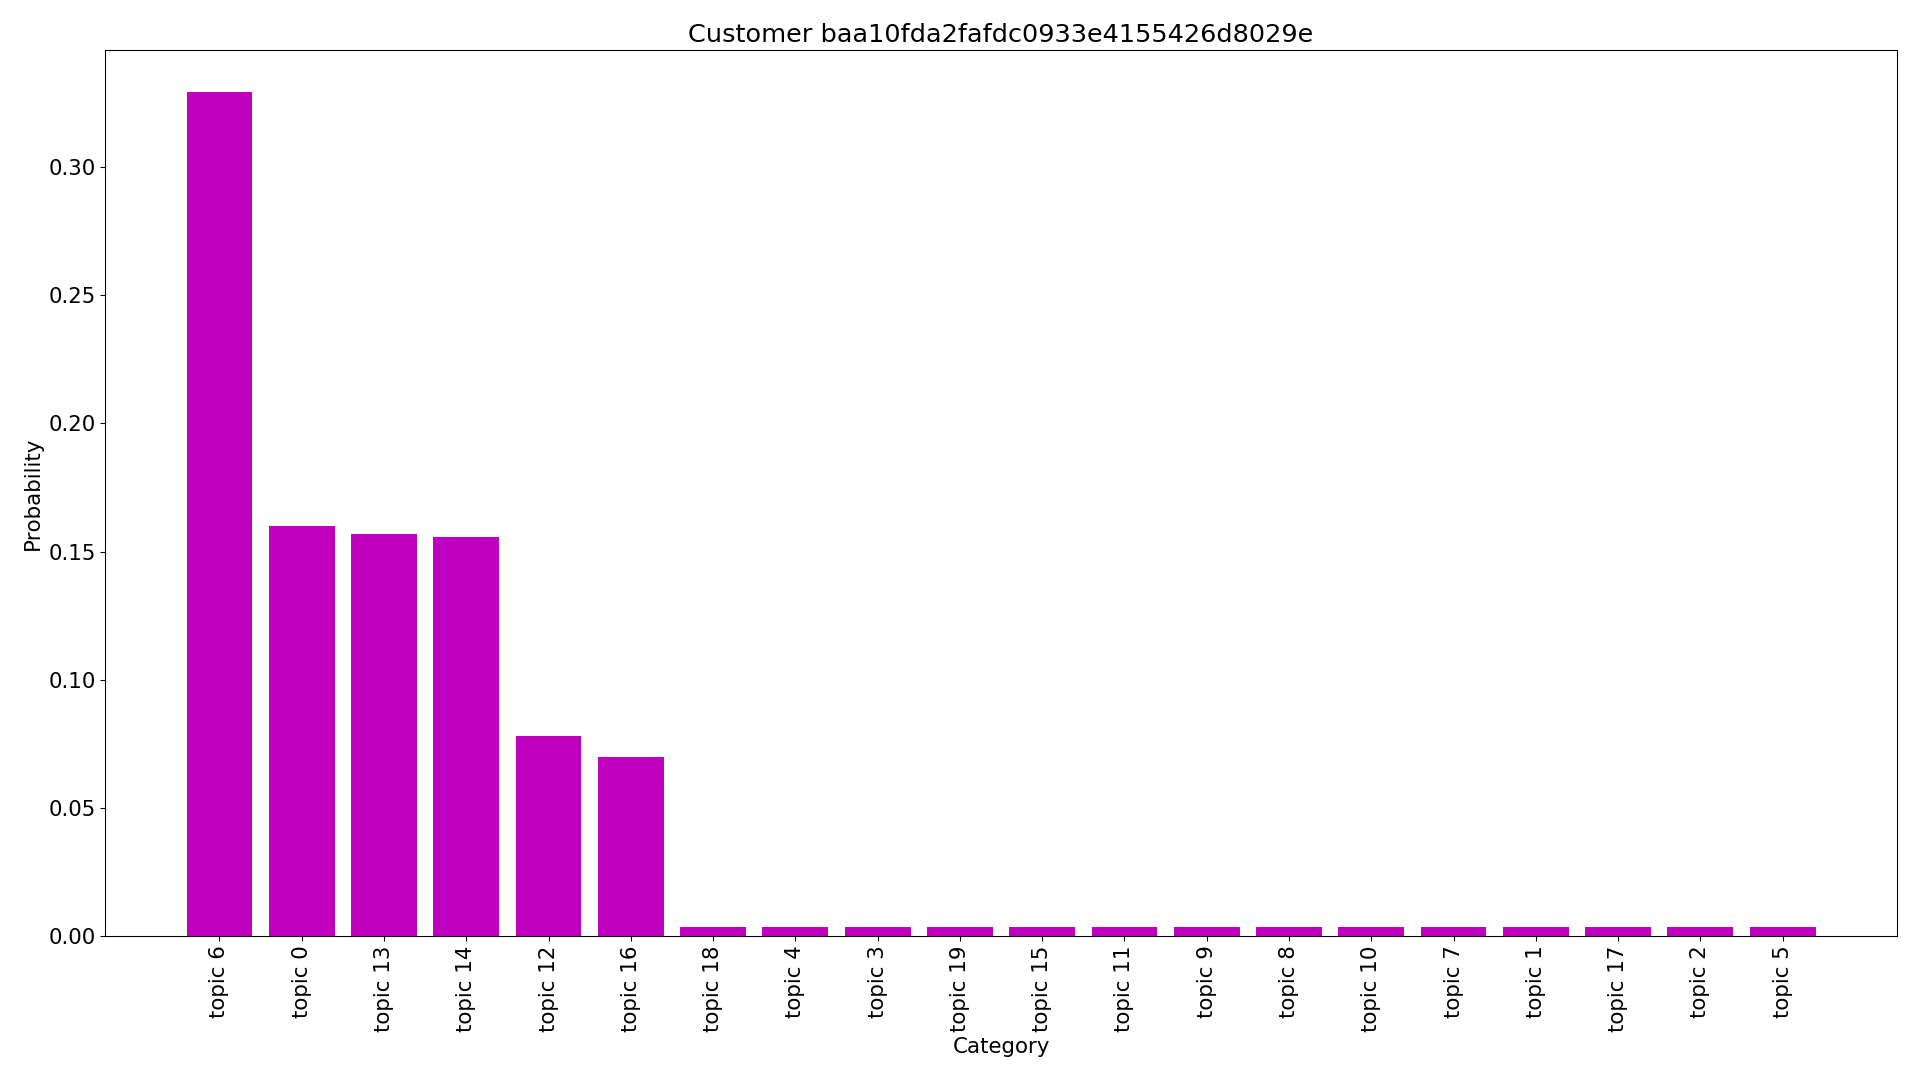 Customer baa10fda2fafdc0933e4155426d8029e
Probability
0.30
0.25
0.20
0.15
0.10
0.05
0.00
topic 6
topic 0
topic 13
topic 14
topic 12
topic 16
topic 18
topic 4
topic 3
topic 19
topic 15
topic 11
topic 9
topic 8
topic 10
topic 7
topic 1
topic 17
topic 2
topic 5
Category